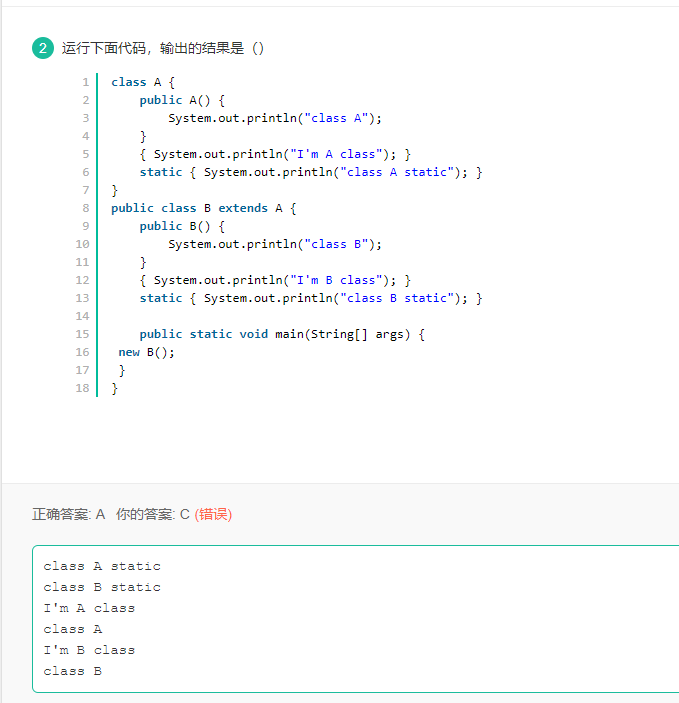 2 运行下面代码，输出的结果是（）
1 class A {
2 public A() {
3 System.out.println("class A");
4 }
5 { System.out.println("I'm A class"); }
6 static { System.out.println("class A static"); }
7 }
8 public class B extends A {
9 public B() {
10 System.out.println("class B");
11 }
12 { System.out.println("I'm B class"); }
13 static { System.out.println("class B static"); }
14
15 public static void main(String[] args) {
16 new B();
17 }
18 }
正确答案: A 你的答案: C (错误)
class A static
class B static
I'm A class
class A
I'm B class
class B